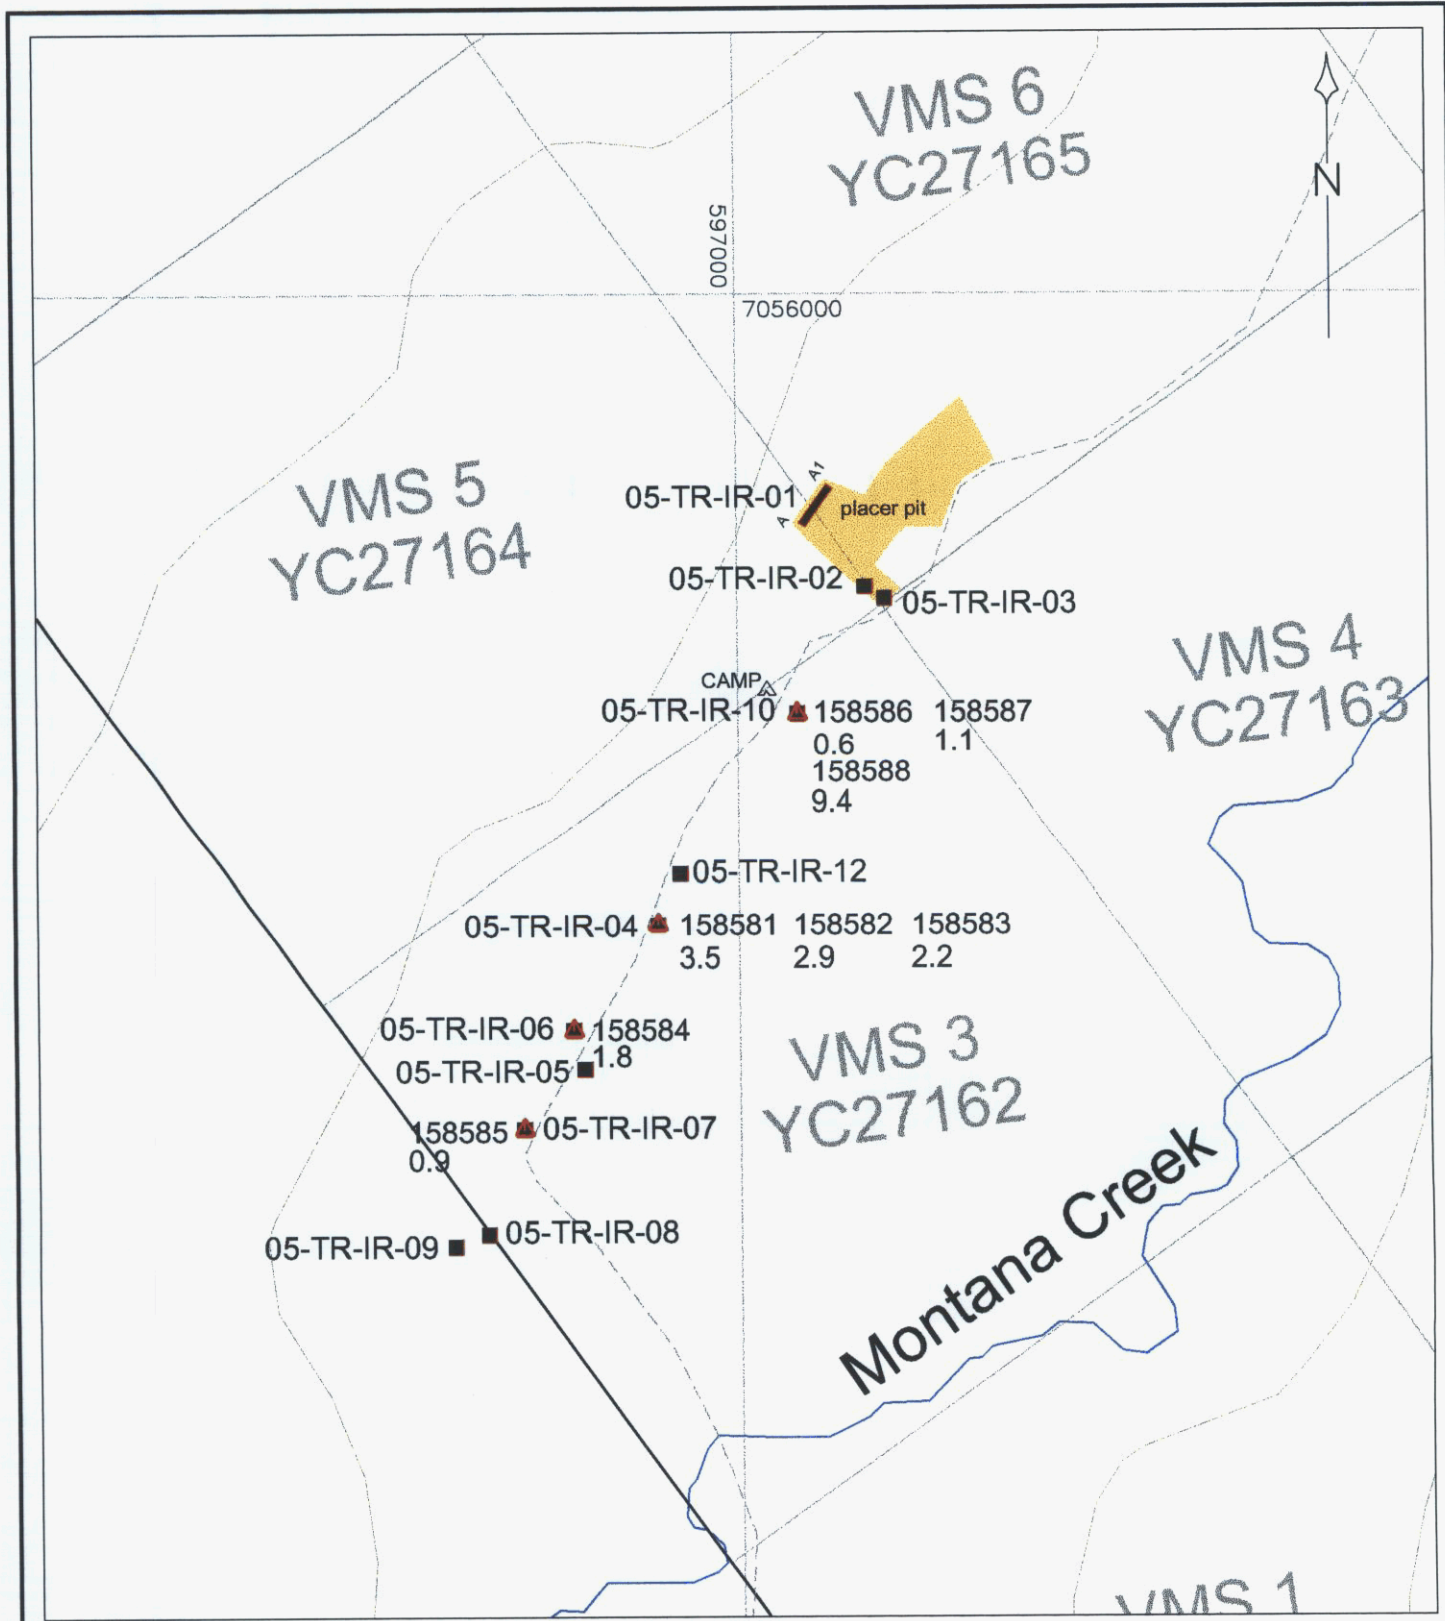 VMS 6
YC27165
N
597000
7056000
VMS 5
YC27164
A1
05-TR-IR-01
A
placer pit
05-TR-IR-02
05-TR-IR-03
VMS 4
YC27163
CAMP
05-TR-IR-10
158586 158587
0.6 1.1
158588
9.4
05-TR-IR-12
05-TR-IR-04
158581 158582 158583
3.5 2.9 2.2
05-TR-IR-06
158584
1.8
05-TR-IR-05
VMS 3
YC27162
158585
0.9
05-TR-IR-07
Montana Creek
05-TR-IR-08
05-TR-IR-09
VMS 1